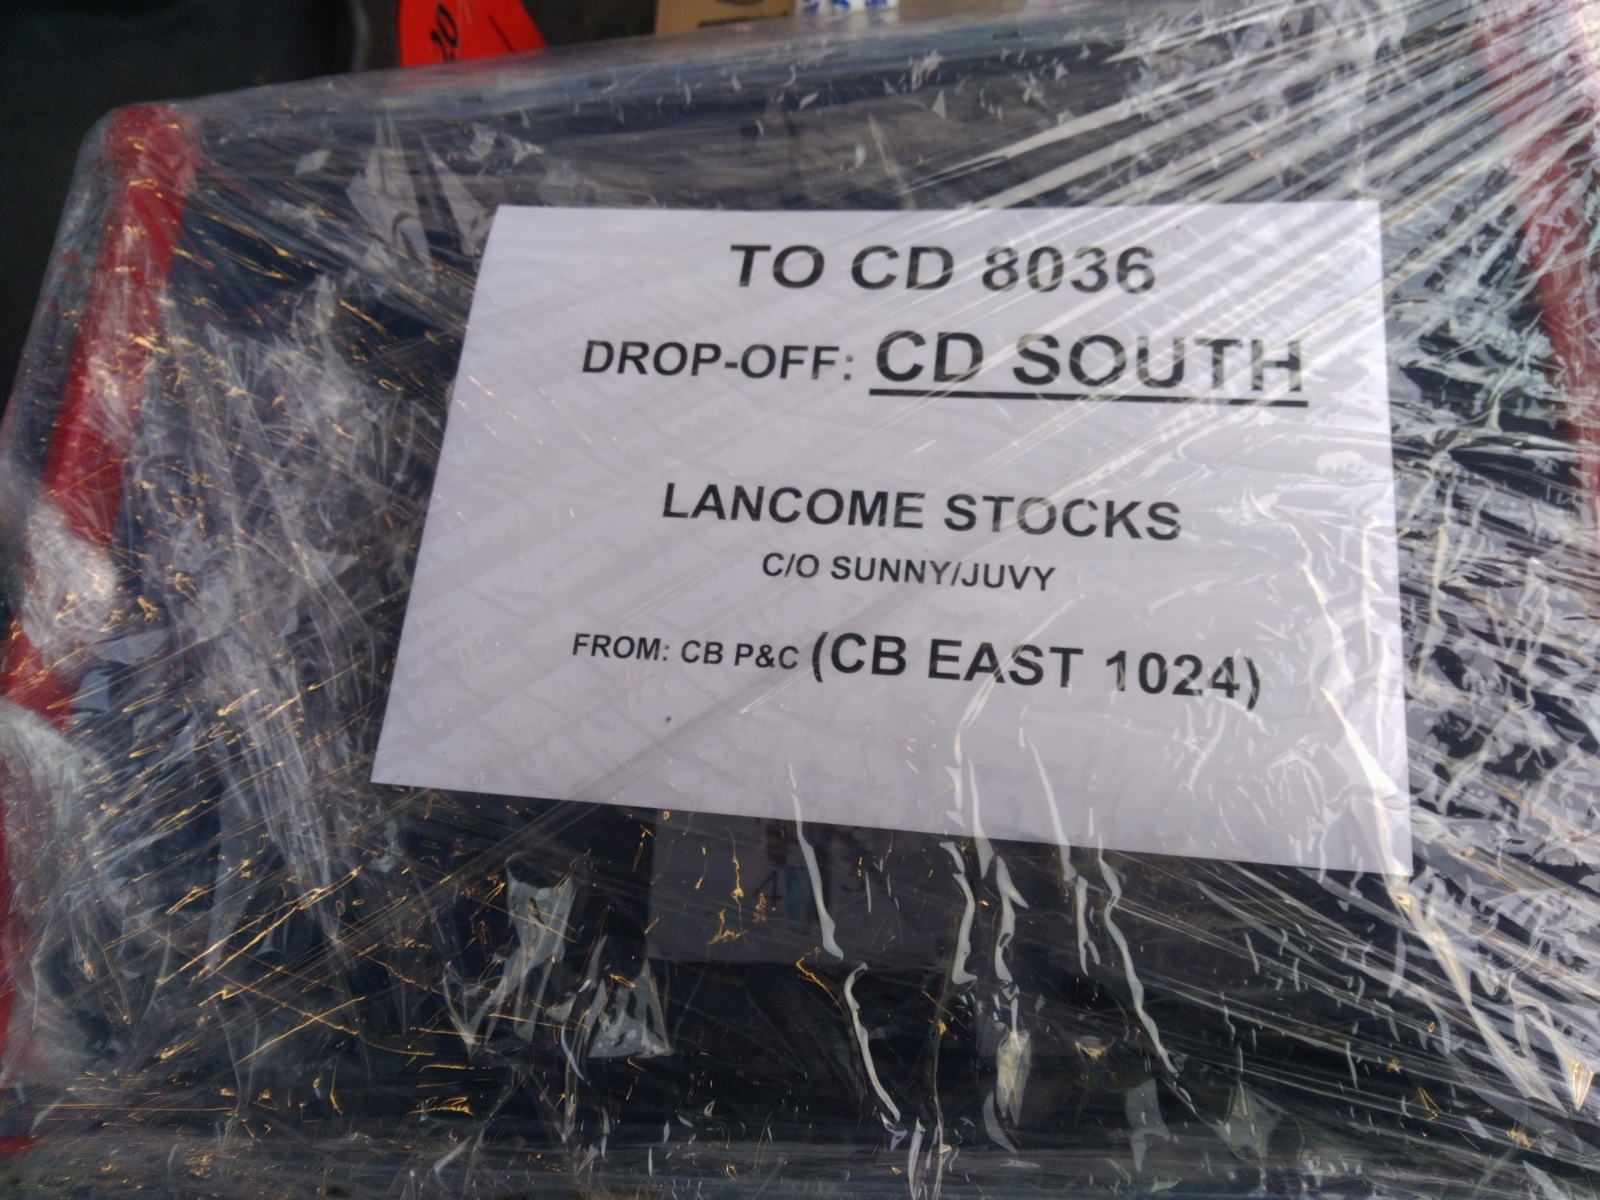 TO CD 8036
DROP-OFF: CD SOUTH
LANCOME STOCKS
C/O SUNNY/JUVY
FROM: CB P&C (CB EAST 1024)